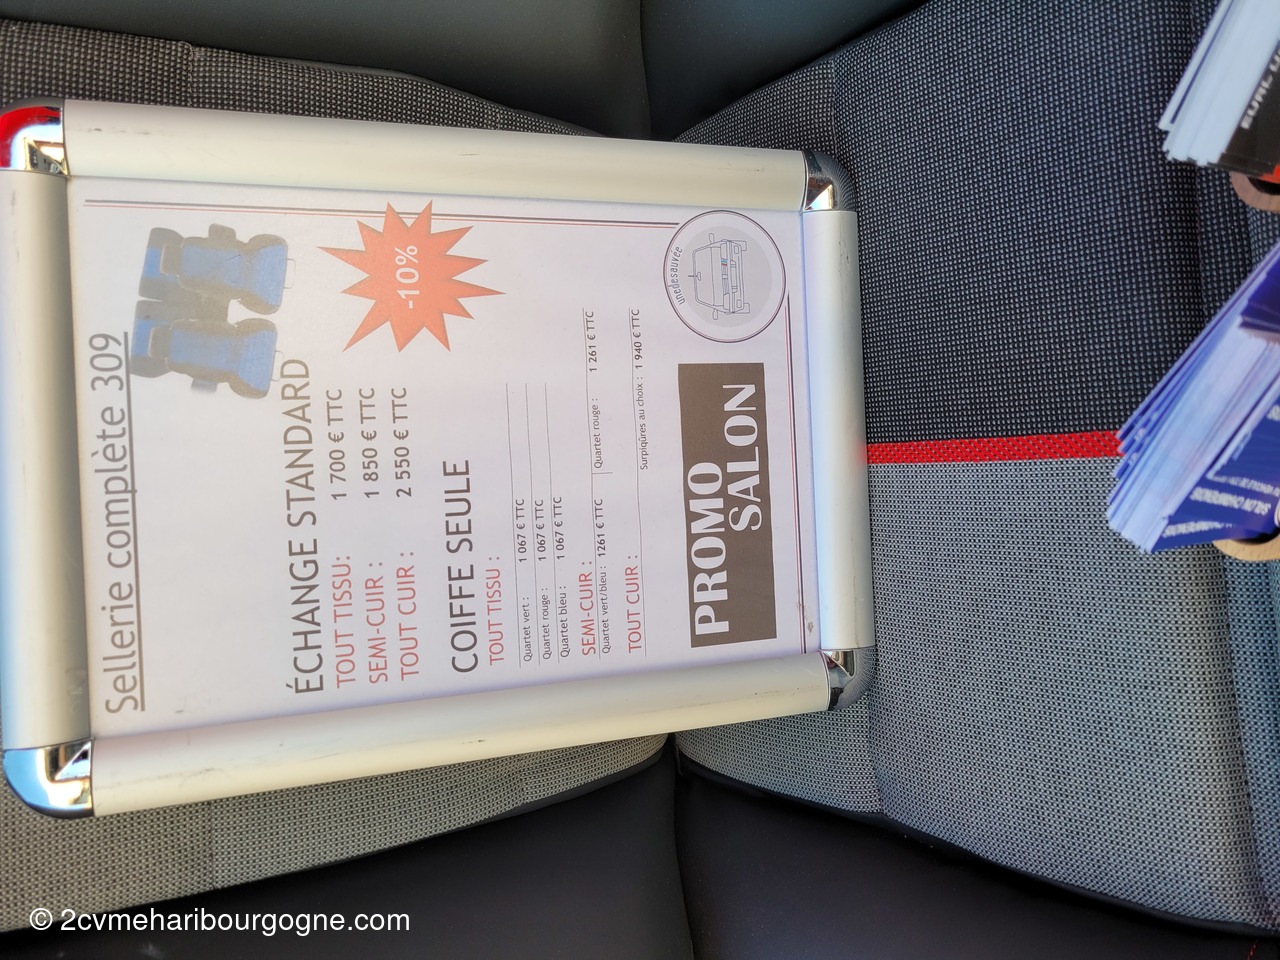 Sellerie complète 309
-10%
ÉCHANGE STANDARD
TOUT TISSU: 1 700 € TTC
SEMI-CUIR : 1 850 € TTC
TOUT CUIR : 2 550 € TTC
COIFFE SEULE
TOUT TISSU :
Quartet vert : 1 067 € TTC
Quartet rouge : 1 067 € TTC
Quartet bleu : 1 067 € TTC
SEMI-CUIR :
Quartet vert/bleu : 1261 € TTC Quartet rouge : 1 261 € TTC
TOUT CUIR : Surpiqûres au choix : 1 940 € TTC
PROMO
SALON
unedesauvée
© 2cvmeharibourgogne.com